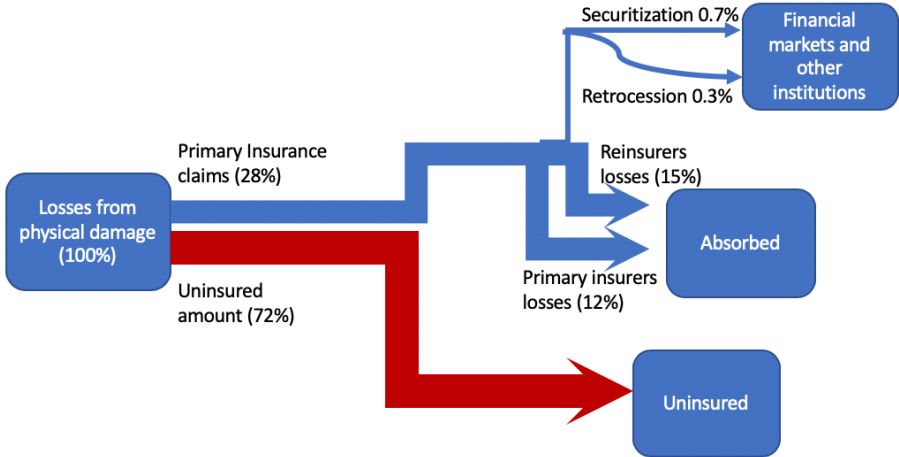 Securitization 0.7%
Financial
markets and
other
institutions
Retrocession 0.3%
Primary Insurance
claims (28%)
Reinsurers
losses (15%)
Losses from
physical damage
(100%)
Absorbed
Uninsured
amount (72%)
Primary insurers
losses (12%)
Uninsured